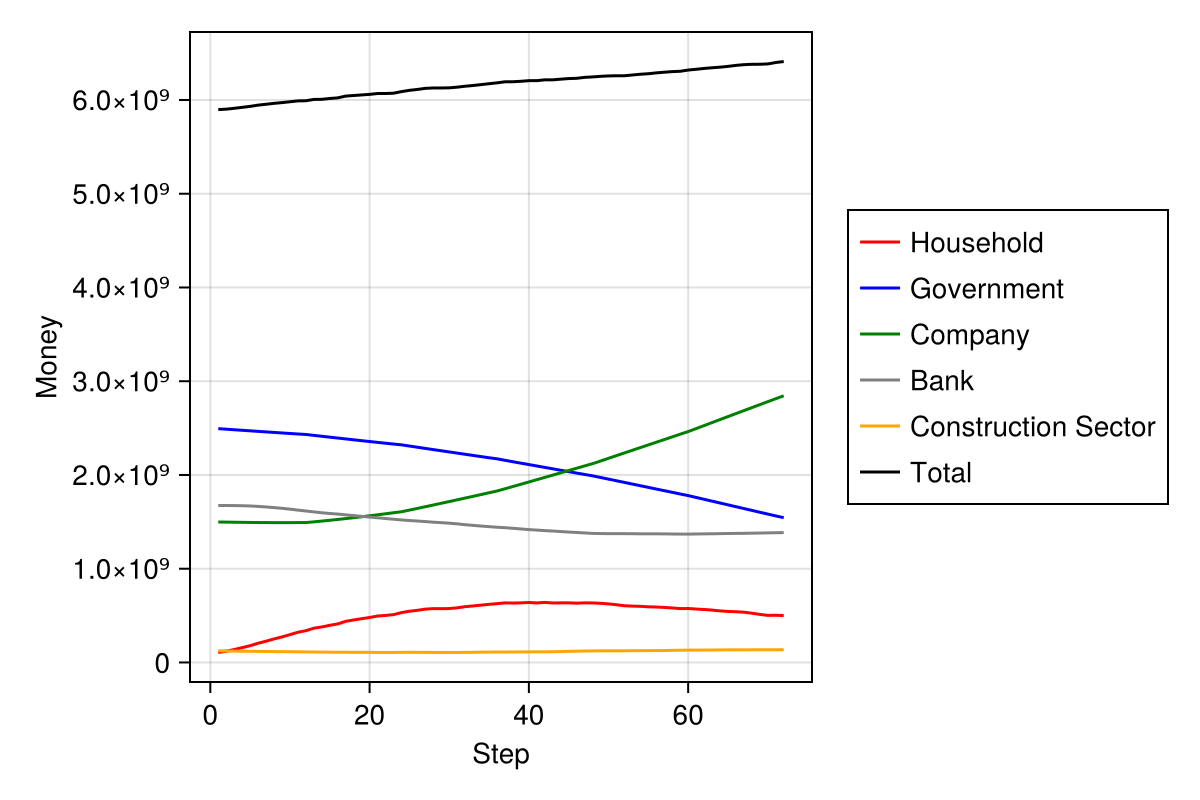 6.0×10⁹
5.0×10⁹
4.0×10⁹
3.0×10⁹
2.0×10⁹
1.0×10⁹
0
Money
0 20 40 60
Step
Household
Government
Company
Bank
Construction Sector
Total